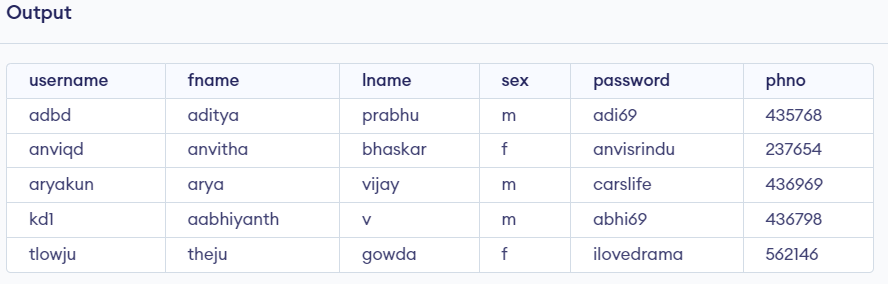 Output
username fname lname sex password phno
adbd aditya prabhu m adi69 435768
anviqd anvitha bhaskar f anvisrindu 237654
aryakun arya vijay m carslife 436969
kd1 aabhiyanth v m abhi69 436798
tlowju theju gowda f ilovedrama 562146